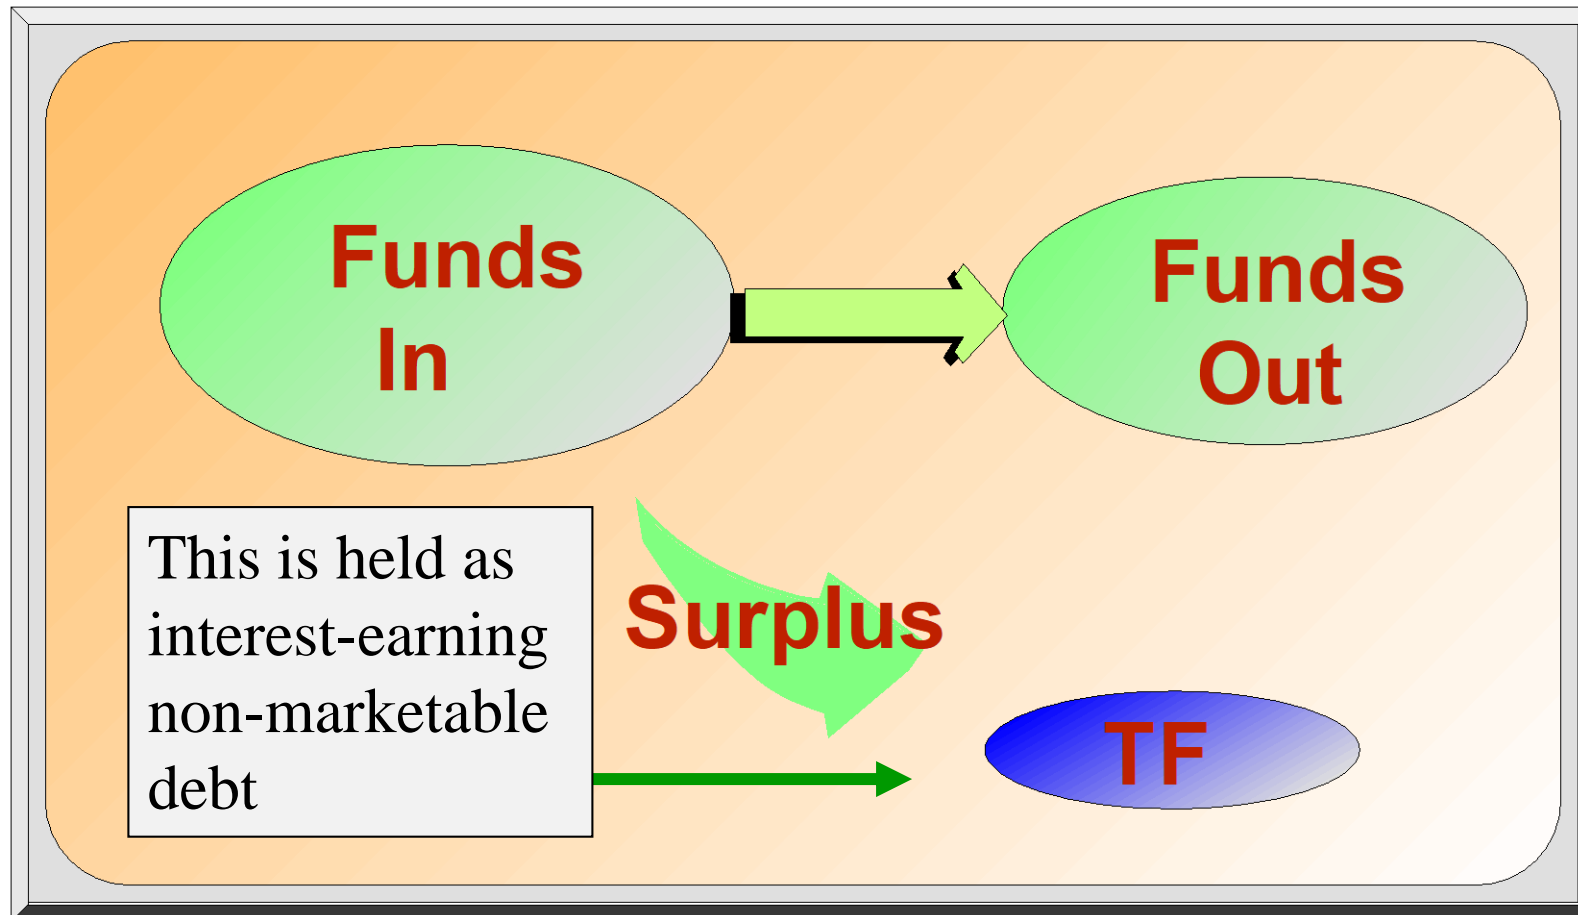 Funds
In
Funds
Out
This is held as
interest-earning
non-marketable
debt
Surplus
TF